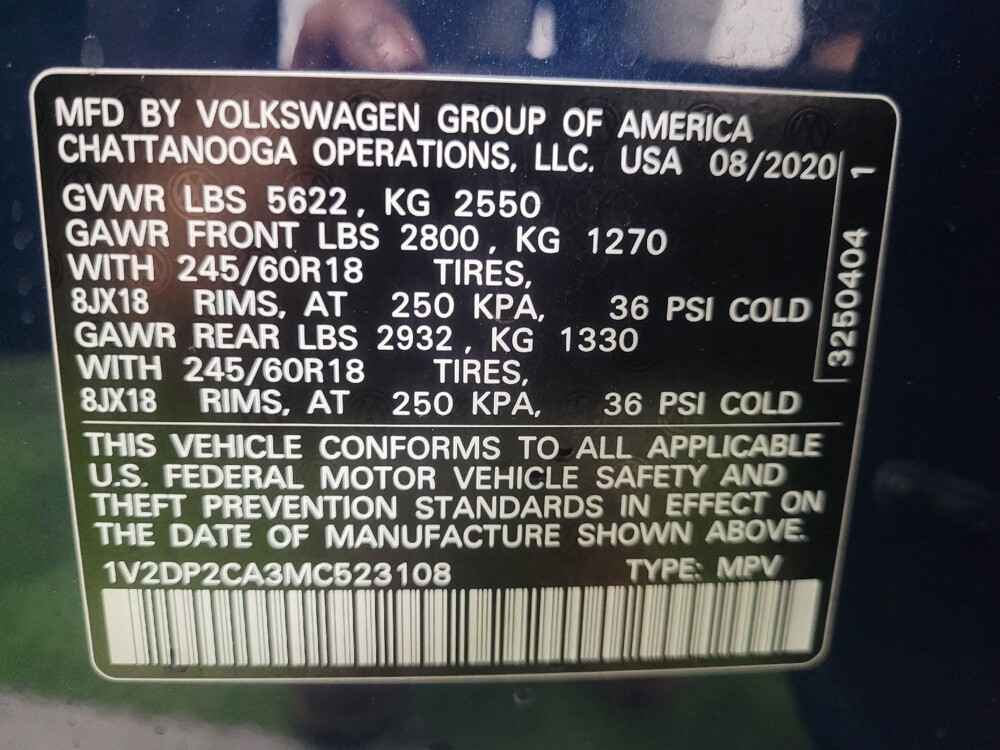 MFD BY VOLKSWAGEN GROUP OF AMERICA
CHATTANOOGA OPERATIONS, LLC. USA 08/2020
GVWR LBS 5622, KG 2550
GAWR FRONT LBS 2800, KG 1270
WITH 245/60R18 TIRES,
8JX18 RIMS, AT 250 KPA, 36 PSI COLD
GAWR REAR LBS 2932, KG 1330
WITH 245/60R18 TIRES,
8JX18 RIMS, AT 250 KPA, 36 PSI COLD
3250404 1
THIS VEHICLE CONFORMS TO ALL APPLICABLE
U.S. FEDERAL MOTOR VEHICLE SAFETY AND
THEFT PREVENTION STANDARDS IN EFFECT ON
THE DATE OF MANUFACTURE SHOWN ABOVE.
1V2DP2CA3MC523108 TYPE: MPV